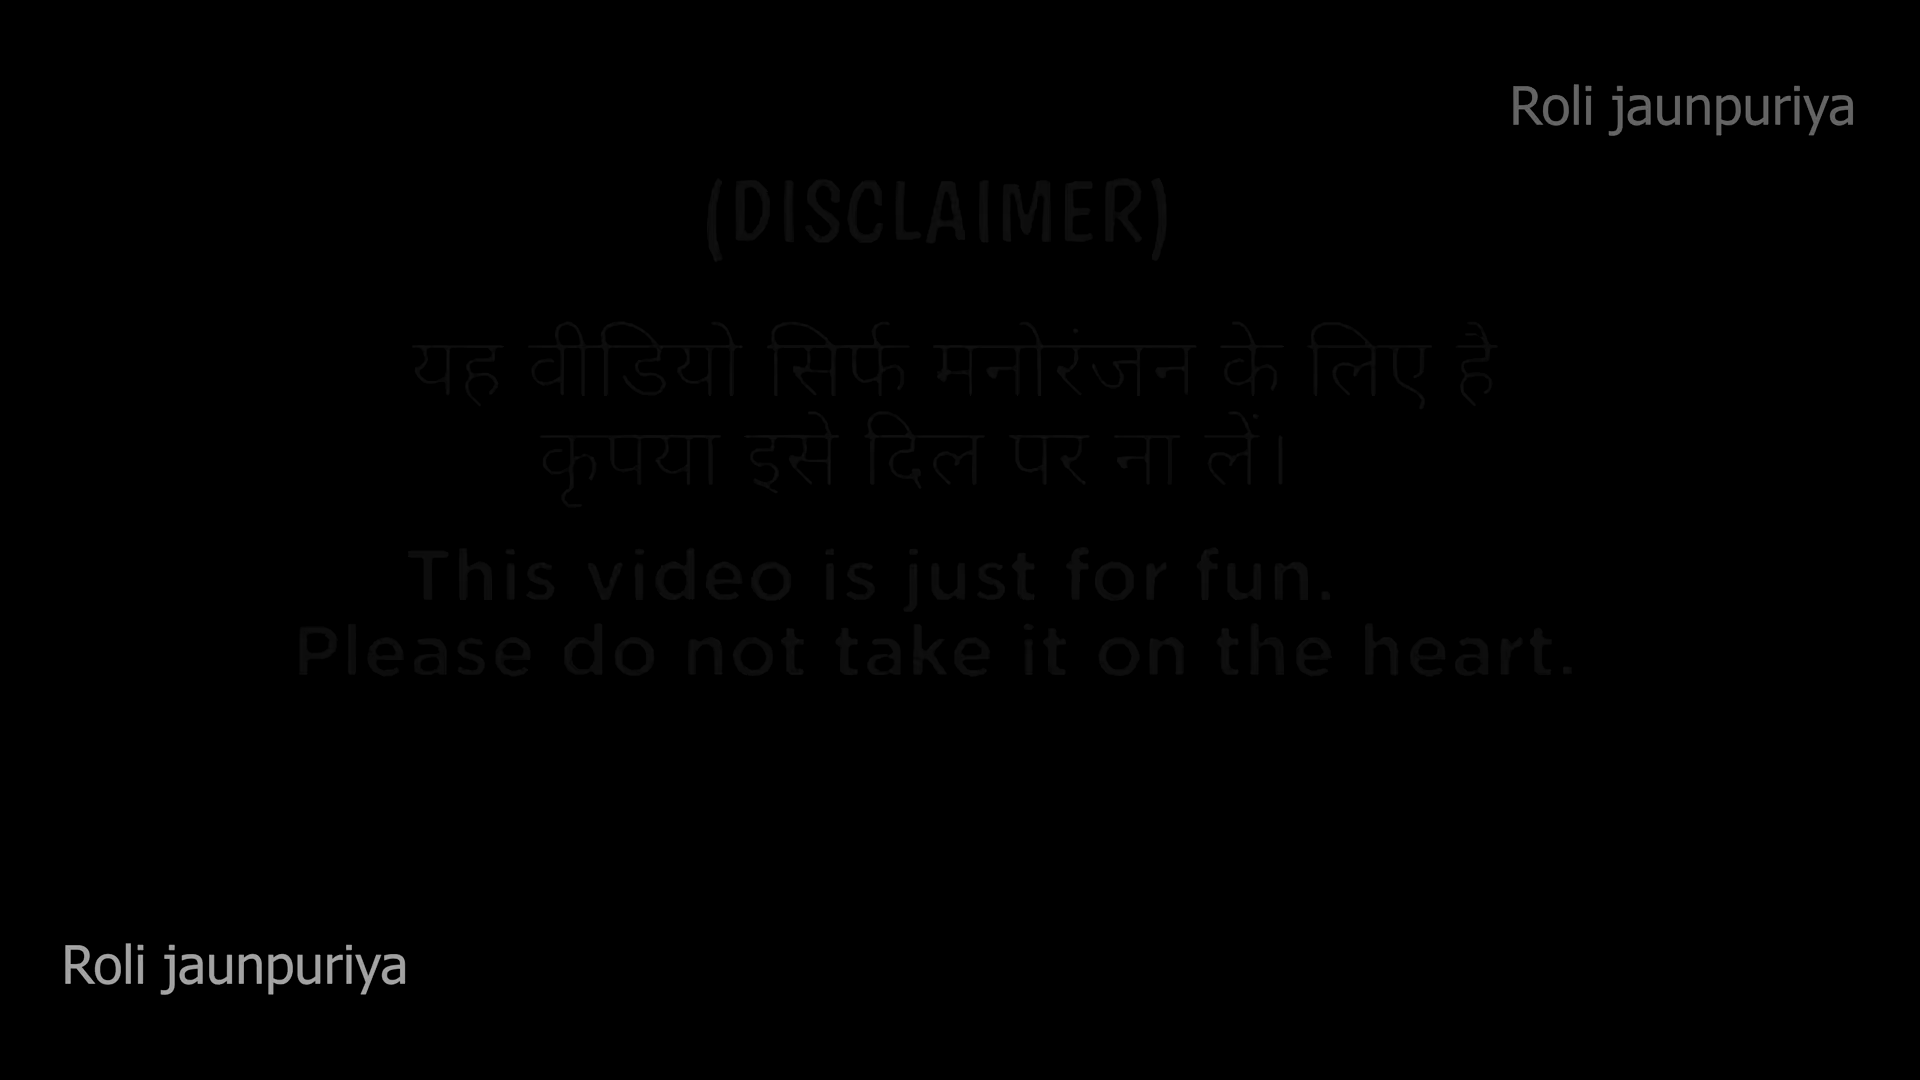 Roli jaunpuriya
(DISCLAIMER)
यह वीडियो सिर्फ मनोरंजन के लिए है
कृपया इसे दिल पर ना लें।
This video is just for fun.
Please do not take it on the heart.
Roli jaunpuriya